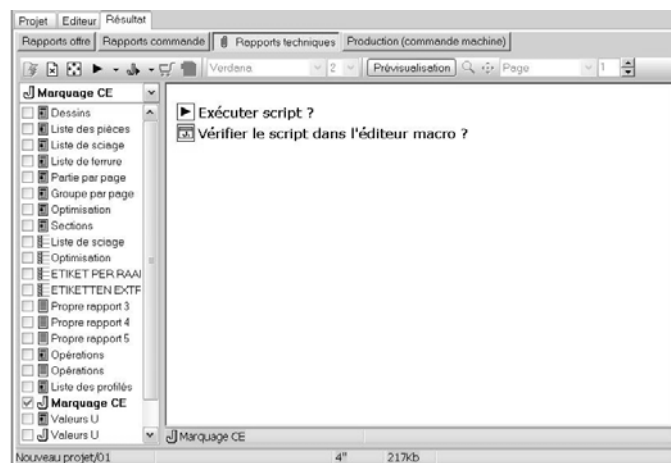 Projet Editeur Résultat
Rapports offre Rapports commande Rapports techniques Production (commande machine)
Verdana 2 Prévisualisation Page 1
Marquage CE
Dessins
Liste des pièces
Liste de sciage
Liste de ferrure
Partie par page
Groupe par page
Optimisation
Sections
Liste de sciage
Optimisation
ETIKET PER RAAI
ETIKETTEN EXTF
Propre rapport 3
Propre rapport 4
Propre rapport 5
Opérations
Opérations
Liste des profilés
Marquage CE
Valeurs U
Valeurs U
Exécuter script ?
Vérifier le script dans l'éditeur macro ?
Marquage CE
Nouveau projet/01 4" 217kb